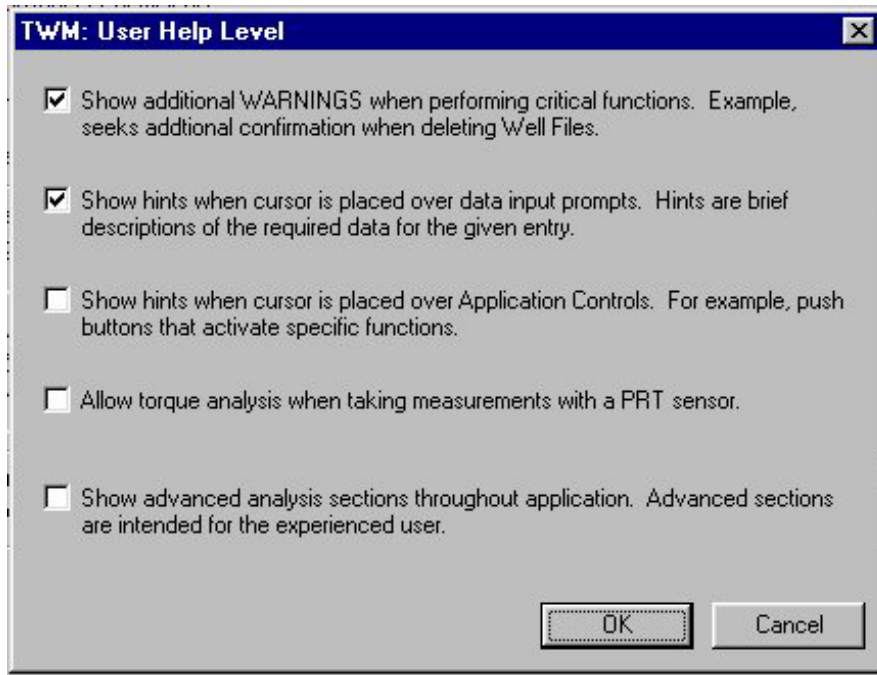 TWM: User Help Level
Show additional WARNINGS when performing critical functions. Example,
seeks addtional confirmation when deleting Well Files.
Show hints when cursor is placed over data input prompts. Hints are brief
descriptions of the required data for the given entry.
Show hints when cursor is placed over Application Controls. For example, push
buttons that activate specific functions.
Allow torque analysis when taking measurements with a PRT sensor.
Show advanced analysis sections throughout application. Advanced sections
are intended for the experienced user.
OK
Cancel